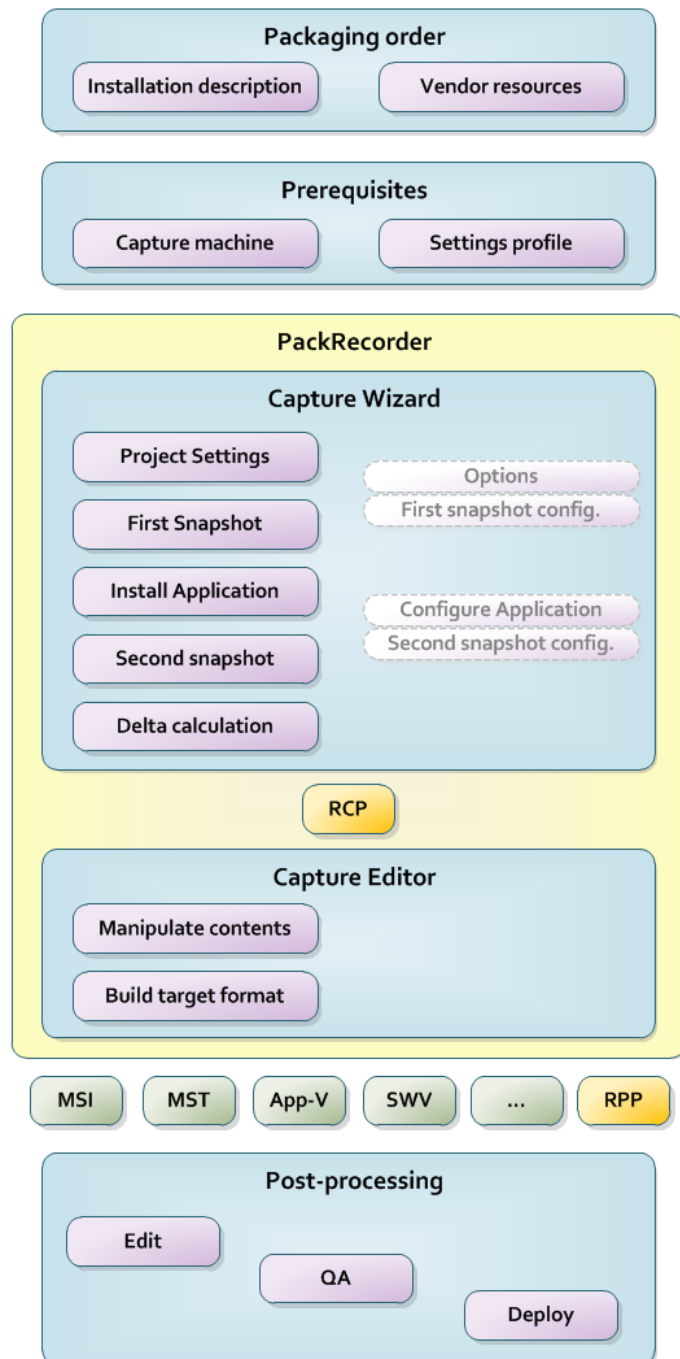 Packaging order
Installation description
Vendor resources
Prerequisites
Capture machine
Settings profile
PackRecorder
Capture Wizard
Project Settings
Options
First Snapshot
First snapshot config.
Install Application
Configure Application
Second snapshot
Second snapshot config.
Delta calculation
RCP
Capture Editor
Manipulate contents
Build target format
MSI
MST
App-V
SWV
...
RPP
Post-processing
Edit
QA
Deploy